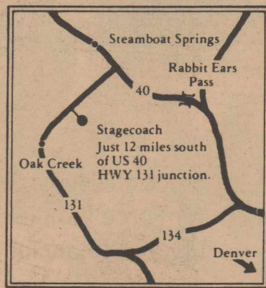 Steamboat Springs
Rabbit Ears
Pass
40
Stagecoach
Just 12 miles south
of US 40
HWY 131 junction.
Oak Creek
131
134
Denver